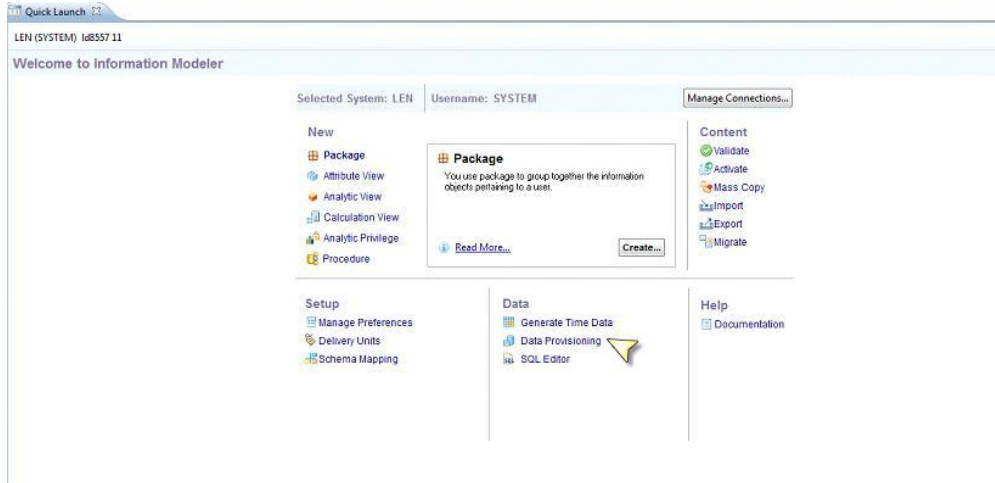 Quick Launch
LEN (SYSTEM) ld8557 11
Welcome to Information Modeler
Selected System: LEN
Username: SYSTEM
Manage Connections...
New
Package
Attribute View
Analytic View
Calculation View
Analytic Privilege
Procedure
Package
You use package to group together the information
objects pertaining to a user.
Read More...
Create...
Content
Validate
Activate
Mass Copy
Import
Export
Migrate
Setup
Manage Preferences
Delivery Units
Schema Mapping
Data
Generate Time Data
Data Provisioning
SQL Editor
Help
Documentation